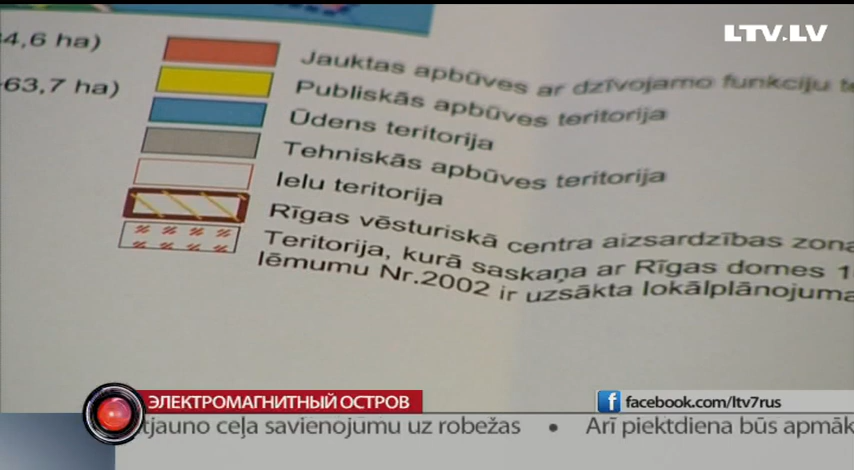 LTV.LV
4,6 ha)
63,7 ha)
Jauktas apbūves ar dzīvojamo funkciju
Publiskās apbūves teritorija
Ūdens teritorija
Tehniskās apbūves teritorija
Ielu teritorija
Rīgas vēsturiskā centra aizsardzības zona
Teritorija, kurā saskaņa ar Rīgas domes 1
lēmumu Nr.2002 ir uzsākta lokālplānojuma
ЭЛЕКТРОМАГНИТНЫЙ ОСТРОВ
facebook.com/ltv7rus
tjauno ceļa savienojumu uz robežas • Arī piektdiena būs apmāk